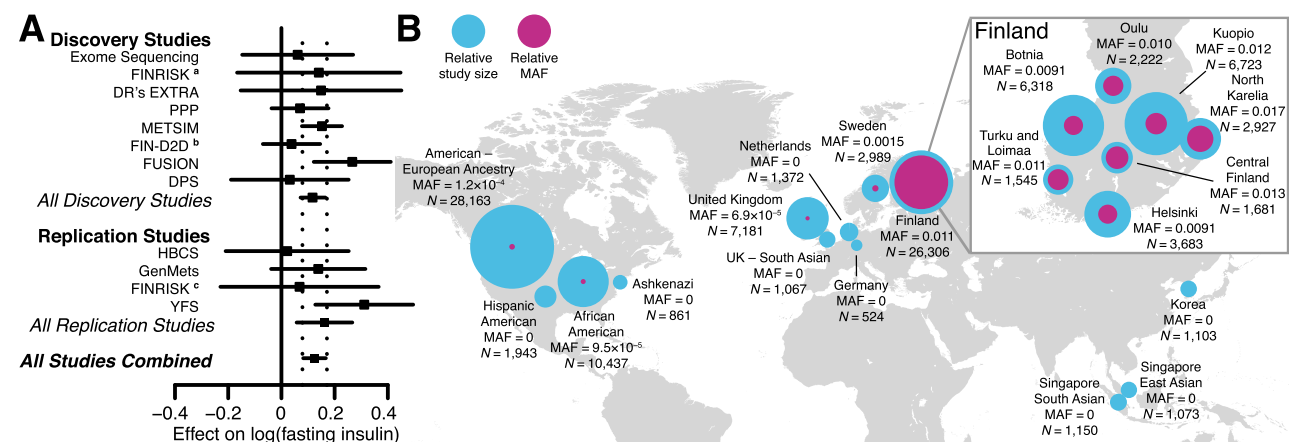 A
Discovery Studies
Exome Sequencing
FINRISK ᵃ
DR's EXTRA
PPP
METSIM
FIN-D2D ᵇ
FUSION
DPS
All Discovery Studies
Replication Studies
HBCS
GenMets
FINRISK ᶜ
YFS
All Replication Studies
All Studies Combined
−0.4
−0.2
0
0.2
0.4
Effect on log(fasting insulin)
B
Relative
study size
Relative
MAF
American –
European Ancestry
MAF = 1.2×10⁻⁴
N = 28,163
Hispanic
American
MAF = 0
N = 1,943
African
American
MAF = 9.5×10⁻⁵
N = 10,437
Ashkenazi
MAF = 0
N = 861
United Kingdom
MAF = 6.9×10⁻⁵
N = 7,181
Netherlands
MAF = 0
N = 1,372
Sweden
MAF = 0.0015
N = 2,989
UK – South Asian
MAF = 0
N = 1,067
Germany
MAF = 0
N = 524
Finland
MAF = 0.011
N = 26,306
Korea
MAF = 0
N = 1,103
Singapore
South Asian
MAF = 0
N = 1,150
Singapore
East Asian
MAF = 0
N = 1,073
Finland
Botnia
MAF = 0.0091
N = 6,318
Oulu
MAF = 0.010
N = 2,222
Kuopio
MAF = 0.012
N = 6,723
North
Karelia
MAF = 0.017
N = 2,927
Turku and
Loimaa
MAF = 0.011
N = 1,545
Central
Finland
MAF = 0.013
N = 1,681
Helsinki
MAF = 0.0091
N = 3,683